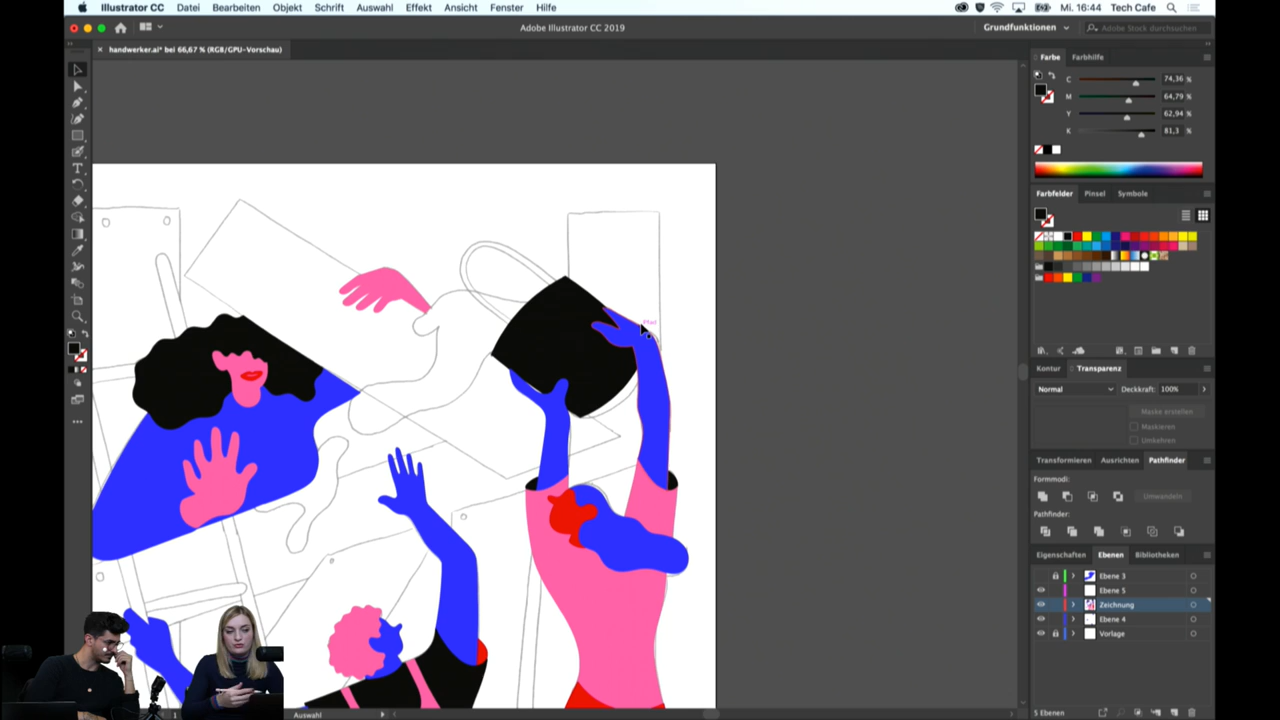 Illustrator CC Datei Bearbeiten Objekt Schrift Auswahl Effekt Ansicht Fenster Hilfe Mi. 16:44 Tech Cafe
Adobe Illustrator CC 2019
Grundfunktionen
Adobe Stock durchsuchen
× handwerker.ai* bei 66,67 % (RGB/GPU-Vorschau)
Farbe Farbhilfe
C 74,36 %
M 64,79 %
Y 62,94 %
K 81,3 %
Farbfelder Pinsel Symbole
Pfad
Kontur Transparenz
Normal Deckkraft: 100%
Maske erstellen
Maskieren
Umkehren
Transformieren Ausrichten Pathfinder
Formmodi:
Umwandeln
Pathfinder:
Eigenschaften Ebenen Bibliotheken
Ebene 3
Ebene 5
Zeichnung
Ebene 4
Vorlage
1 Auswahl
5 Ebenen